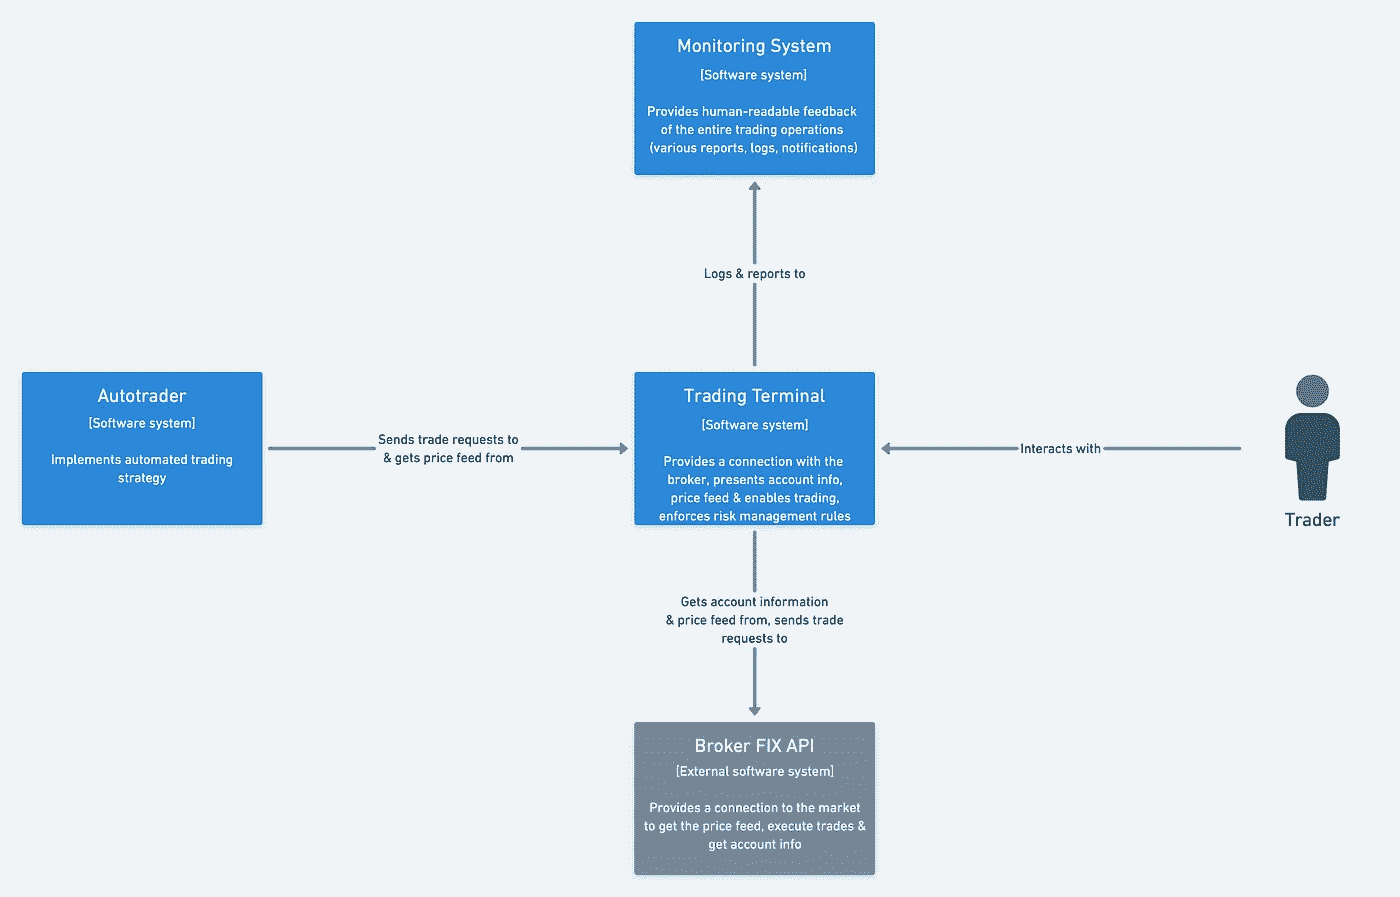 Monitoring System
[Software system]
Provides human-readable feedback
of the entire trading operations
(various reports, logs, notifications)
Logs & reports to
Autotrader
[Software system]
Implements automated trading
strategy
Sends trade requests to
& gets price feed from
Trading Terminal
[Software system]
Provides a connection with the
broker, presents account info,
price feed & enables trading,
enforces risk management rules
Interacts with
Trader
Gets account information
& price feed from, sends trade
requests to
Broker FIX API
[External software system]
Provides a connection to the market
to get the price feed, execute trades &
get account info